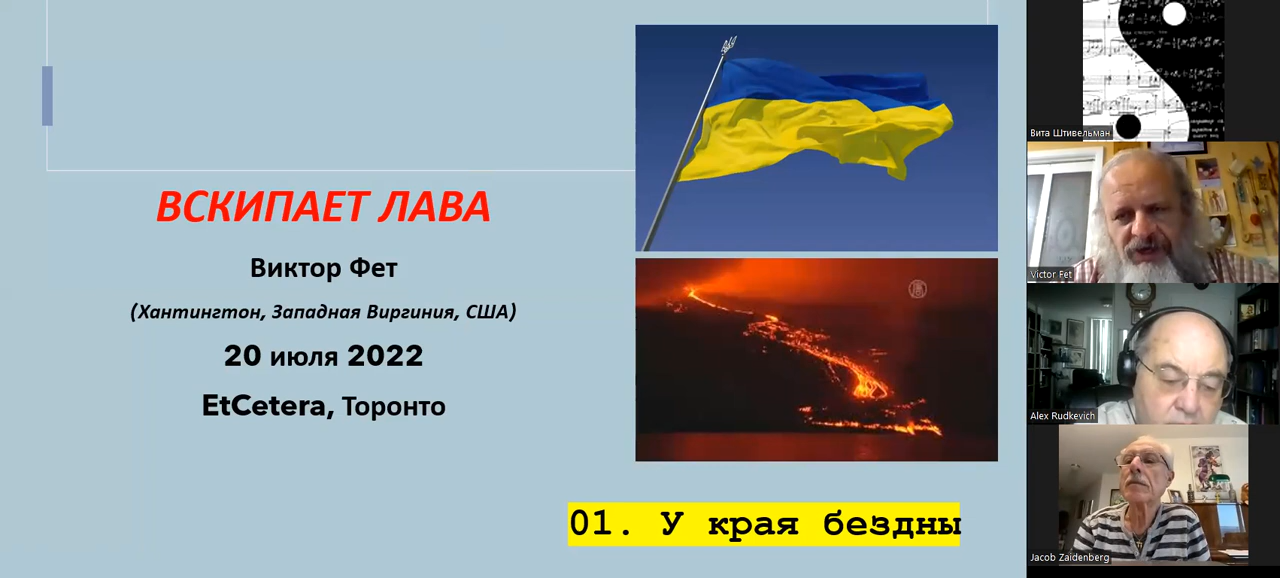 ВСКИПАЕТ ЛАВА
Виктор Фет
(Хантингтон, Западная Виргиния, США)
20 июля 2022
EtCetera, Торонто
01. У края бездны
Вита Штивельман
Victor Fet
Alex Rudkevich
Jacob Zaidenberg